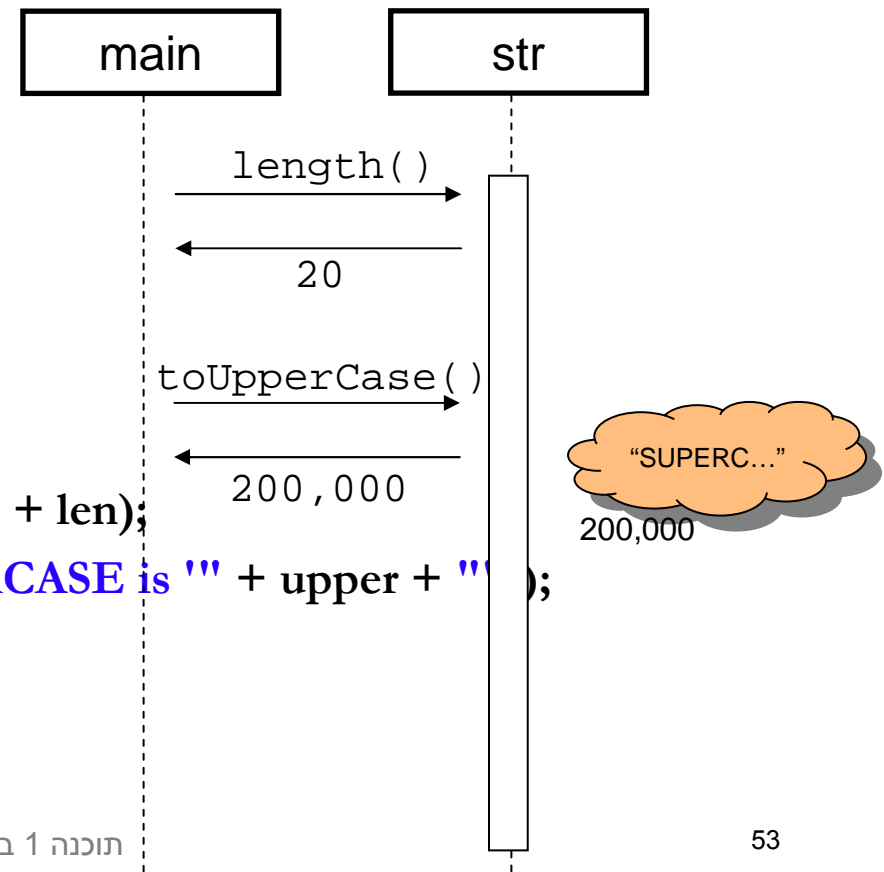 main
str
length()
20
toUpperCase()
"SUPERC…"
200,000
200,000
+ len);
CASE is '" + upper + "' );
תוכנה 1 ב
53